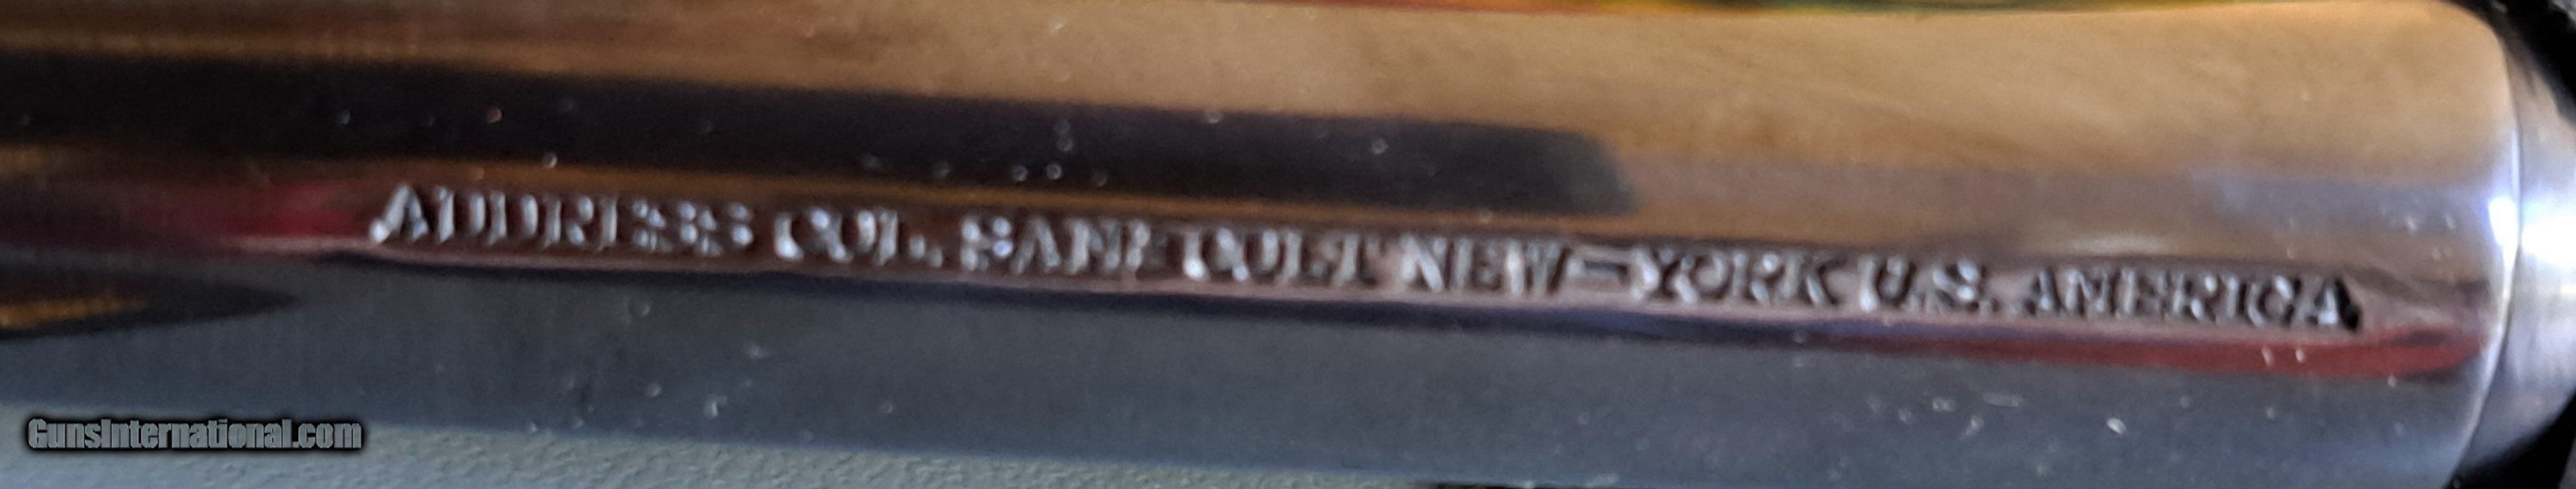 ADDRESS COL. SAML COLT NEW-YORK U.S. AMERICA
GunsInternational.com